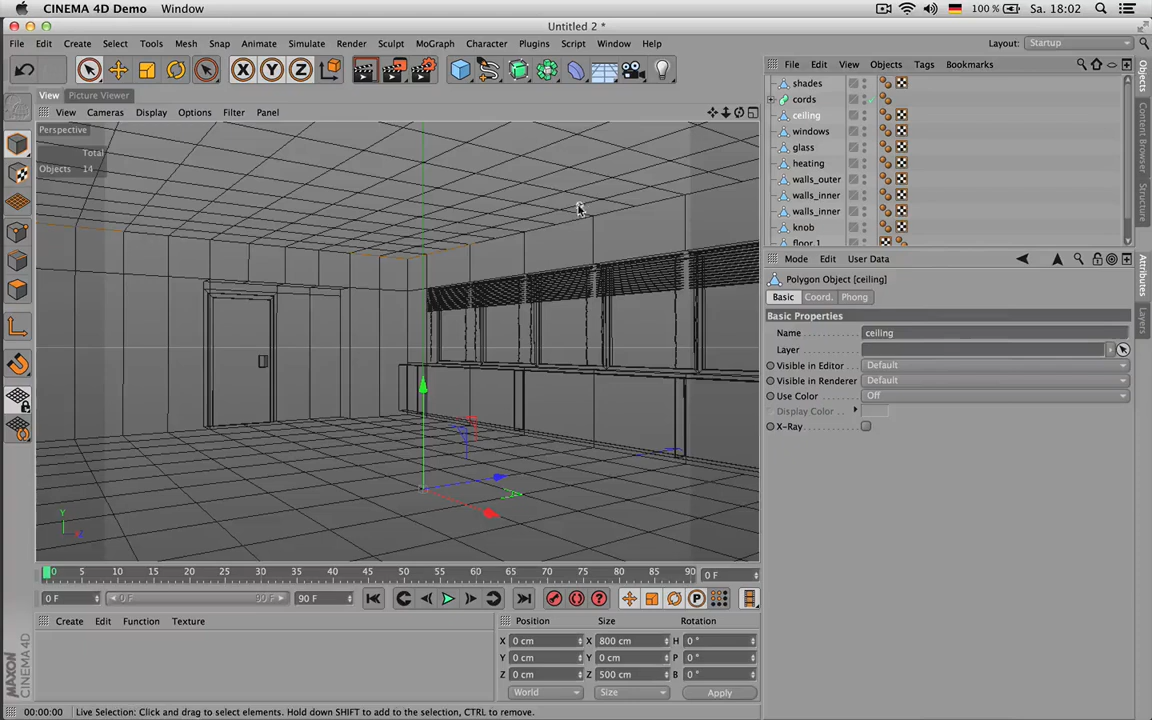 CINEMA 4D Demo Window 100 % Sa. 18:02
Untitled 2 *
File Edit Create Select Tools Mesh Snap Animate Simulate Render Sculpt MoGraph Character Plugins Script Window Help Layout: Startup
X Y Z
View Picture Viewer
File Edit View Objects Tags Bookmarks
View Cameras Display Options Filter Panel
Perspective
Total
Objects 14
shades
cords
ceiling
windows
glass
heating
walls_outer
walls_inner
walls_inner
knob
floor 1
Objects
Content Browser
Structure
Mode Edit User Data
Polygon Object [ceiling]
Basic Coord. Phong
Basic Properties
Name ceiling
Layer
Visible in Editor Default
Visible in Renderer Default
Use Color Off
Display Color
X-Ray
Attributes
Layers
Y
0 5 10 15 20 25 30 35 40 45 50 55 60 65 70 75 80 85 90 0 F
0 F 0 F 90 F 90 F P
Create Edit Function Texture
Position Size Rotation
X 0 cm X 800 cm H 0 °
Y 0 cm Y 0 cm P 0 °
Z 0 cm Z 500 cm B 0 °
World Size Apply
MAXON
CINEMA 4D
00:00:00 Live Selection: Click and drag to select elements. Hold down SHIFT to add to the selection, CTRL to remove.